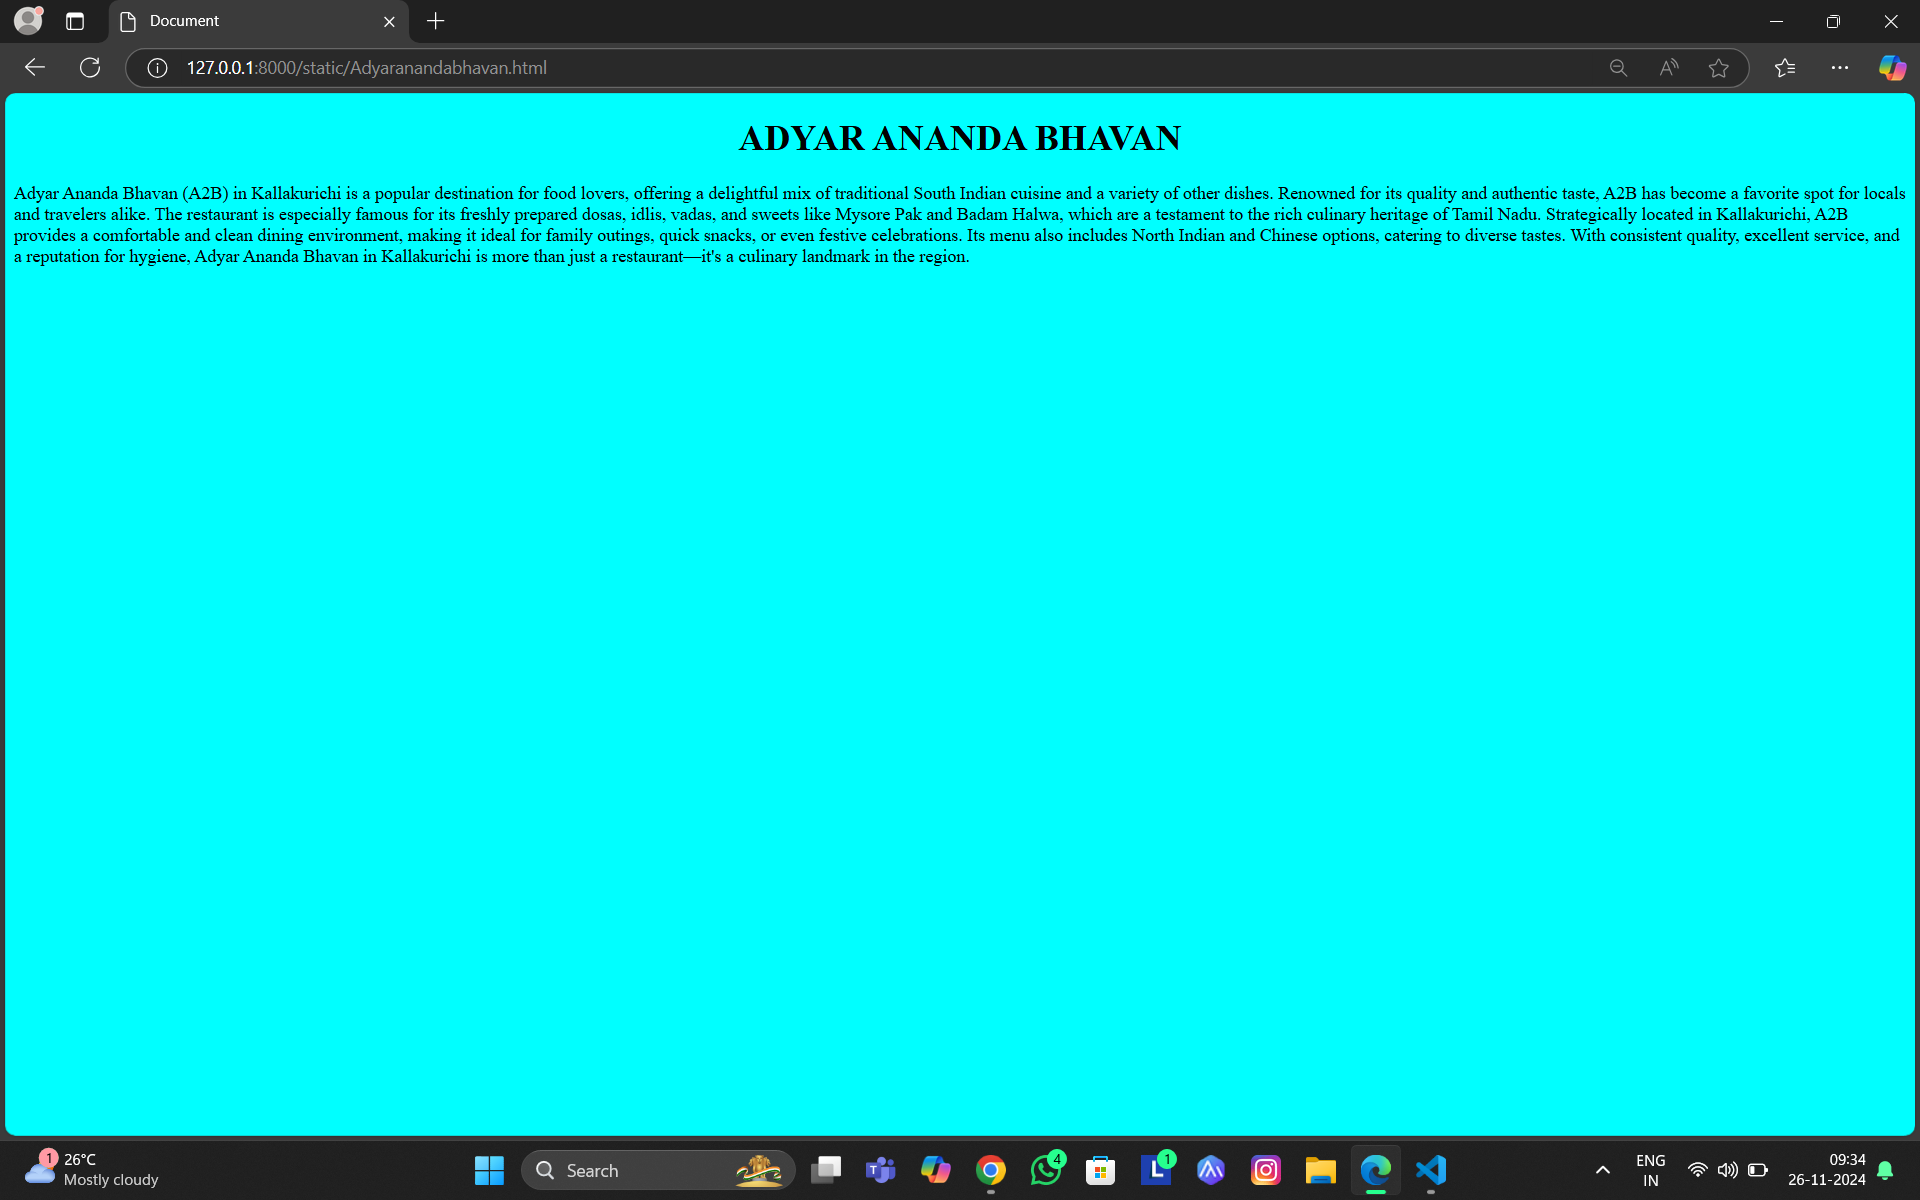 Document
127.0.0.1:8000/static/Adyaranandabhavan.html
ADYAR ANANDA BHAVAN
Adyar Ananda Bhavan (A2B) in Kallakurichi is a popular destination for food lovers, offering a delightful mix of traditional South Indian cuisine and a variety of other dishes. Renowned for its quality and authentic taste, A2B has become a favorite spot for locals
and travelers alike. The restaurant is especially famous for its freshly prepared dosas, idlis, vadas, and sweets like Mysore Pak and Badam Halwa, which are a testament to the rich culinary heritage of Tamil Nadu. Strategically located in Kallakurichi, A2B
provides a comfortable and clean dining environment, making it ideal for family outings, quick snacks, or even festive celebrations. Its menu also includes North Indian and Chinese options, catering to diverse tastes. With consistent quality, excellent service, and
a reputation for hygiene, Adyar Ananda Bhavan in Kallakurichi is more than just a restaurant—it's a culinary landmark in the region.
1
26°C
Mostly cloudy
Search
4
1
ENG
IN
09:34
26-11-2024